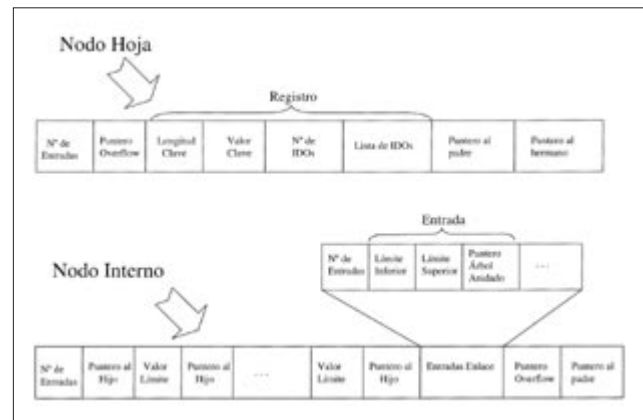 Nodo Hoja
Registro
Nº de
Entradas
Puntero
Overflow
Longitud
Clave
Valor
Clave
Nº de
IDOs
Lista de IDOs
Puntero al
padre
Puntero al
hermano
Entrada
Nº de
Entradas
Límite
Inferior
Límite
Superior
Puntero
Árbol
Anidado
...
Nodo Interno
Nº de
Entradas
Puntero al
Hijo
Valor
Límite
Puntero al
Hijo
...
Valor
Límite
Puntero al
Hijo
Entradas Enlace
Puntero
Overflow
Puntero al
padre